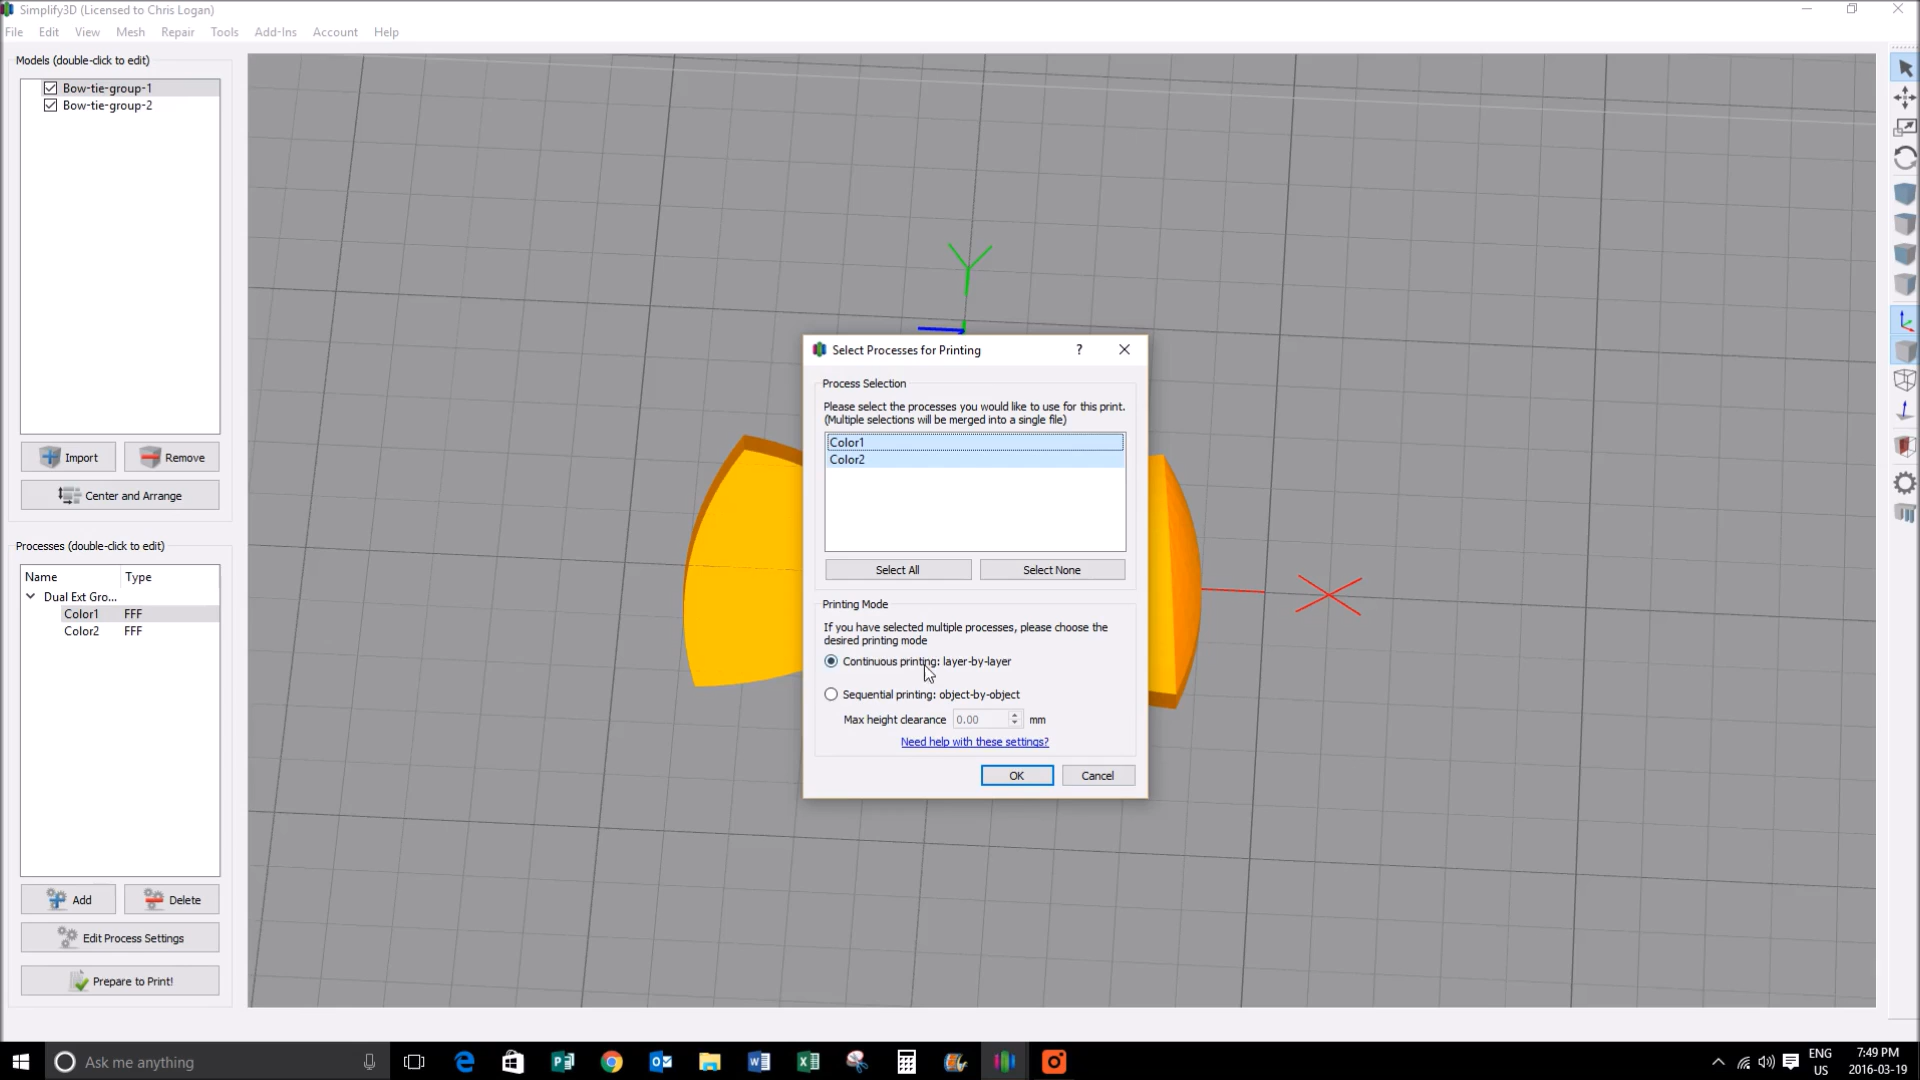 Simplify3D (Licensed to Chris Logan)
File Edit View Mesh Repair Tools Add-Ins Account Help
Models (double-click to edit)
Bow-tie-group-1
Bow-tie-group-2
Import Remove
Center and Arrange
Processes (double-click to edit)
Name Type
Dual Ext Gro...
Color1 FFF
Color2 FFF
Add Delete
Edit Process Settings
Prepare to Print!
Select Processes for Printing ?
Process Selection
Please select the processes you would like to use for this print.
(Multiple selections will be merged into a single file)
Color1
Color2
Select All Select None
Printing Mode
If you have selected multiple processes, please choose the
desired printing mode
Continuous printing: layer-by-layer
Sequential printing: object-by-object
Max height clearance 0.00 mm
Need help with these settings?
OK Cancel
Y
X
Ask me anything
ENG
US
7:49 PM
2016-03-19